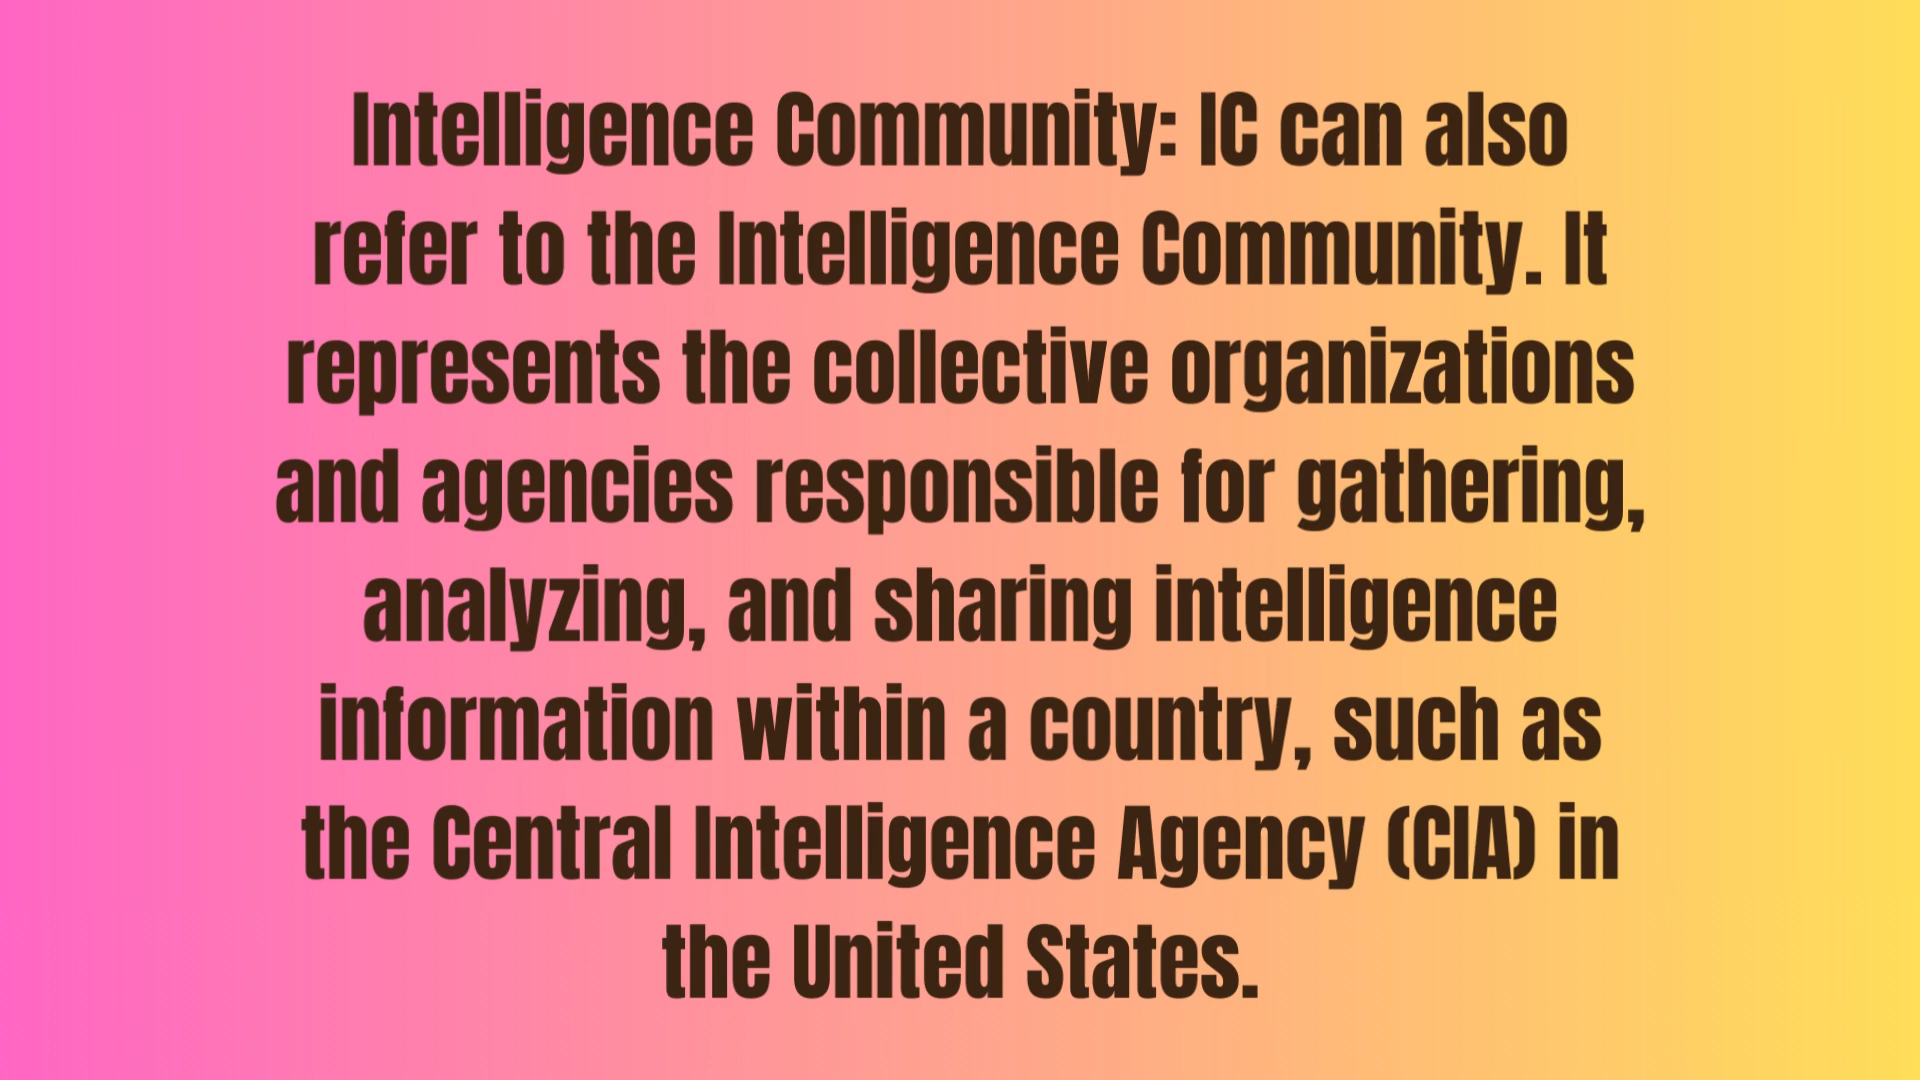 Intelligence Community: IC can also
refer to the Intelligence Community. It
represents the collective organizations
and agencies responsible for gathering,
analyzing, and sharing intelligence
information within a country, such as
the Central Intelligence Agency (CIA) in
the United States.